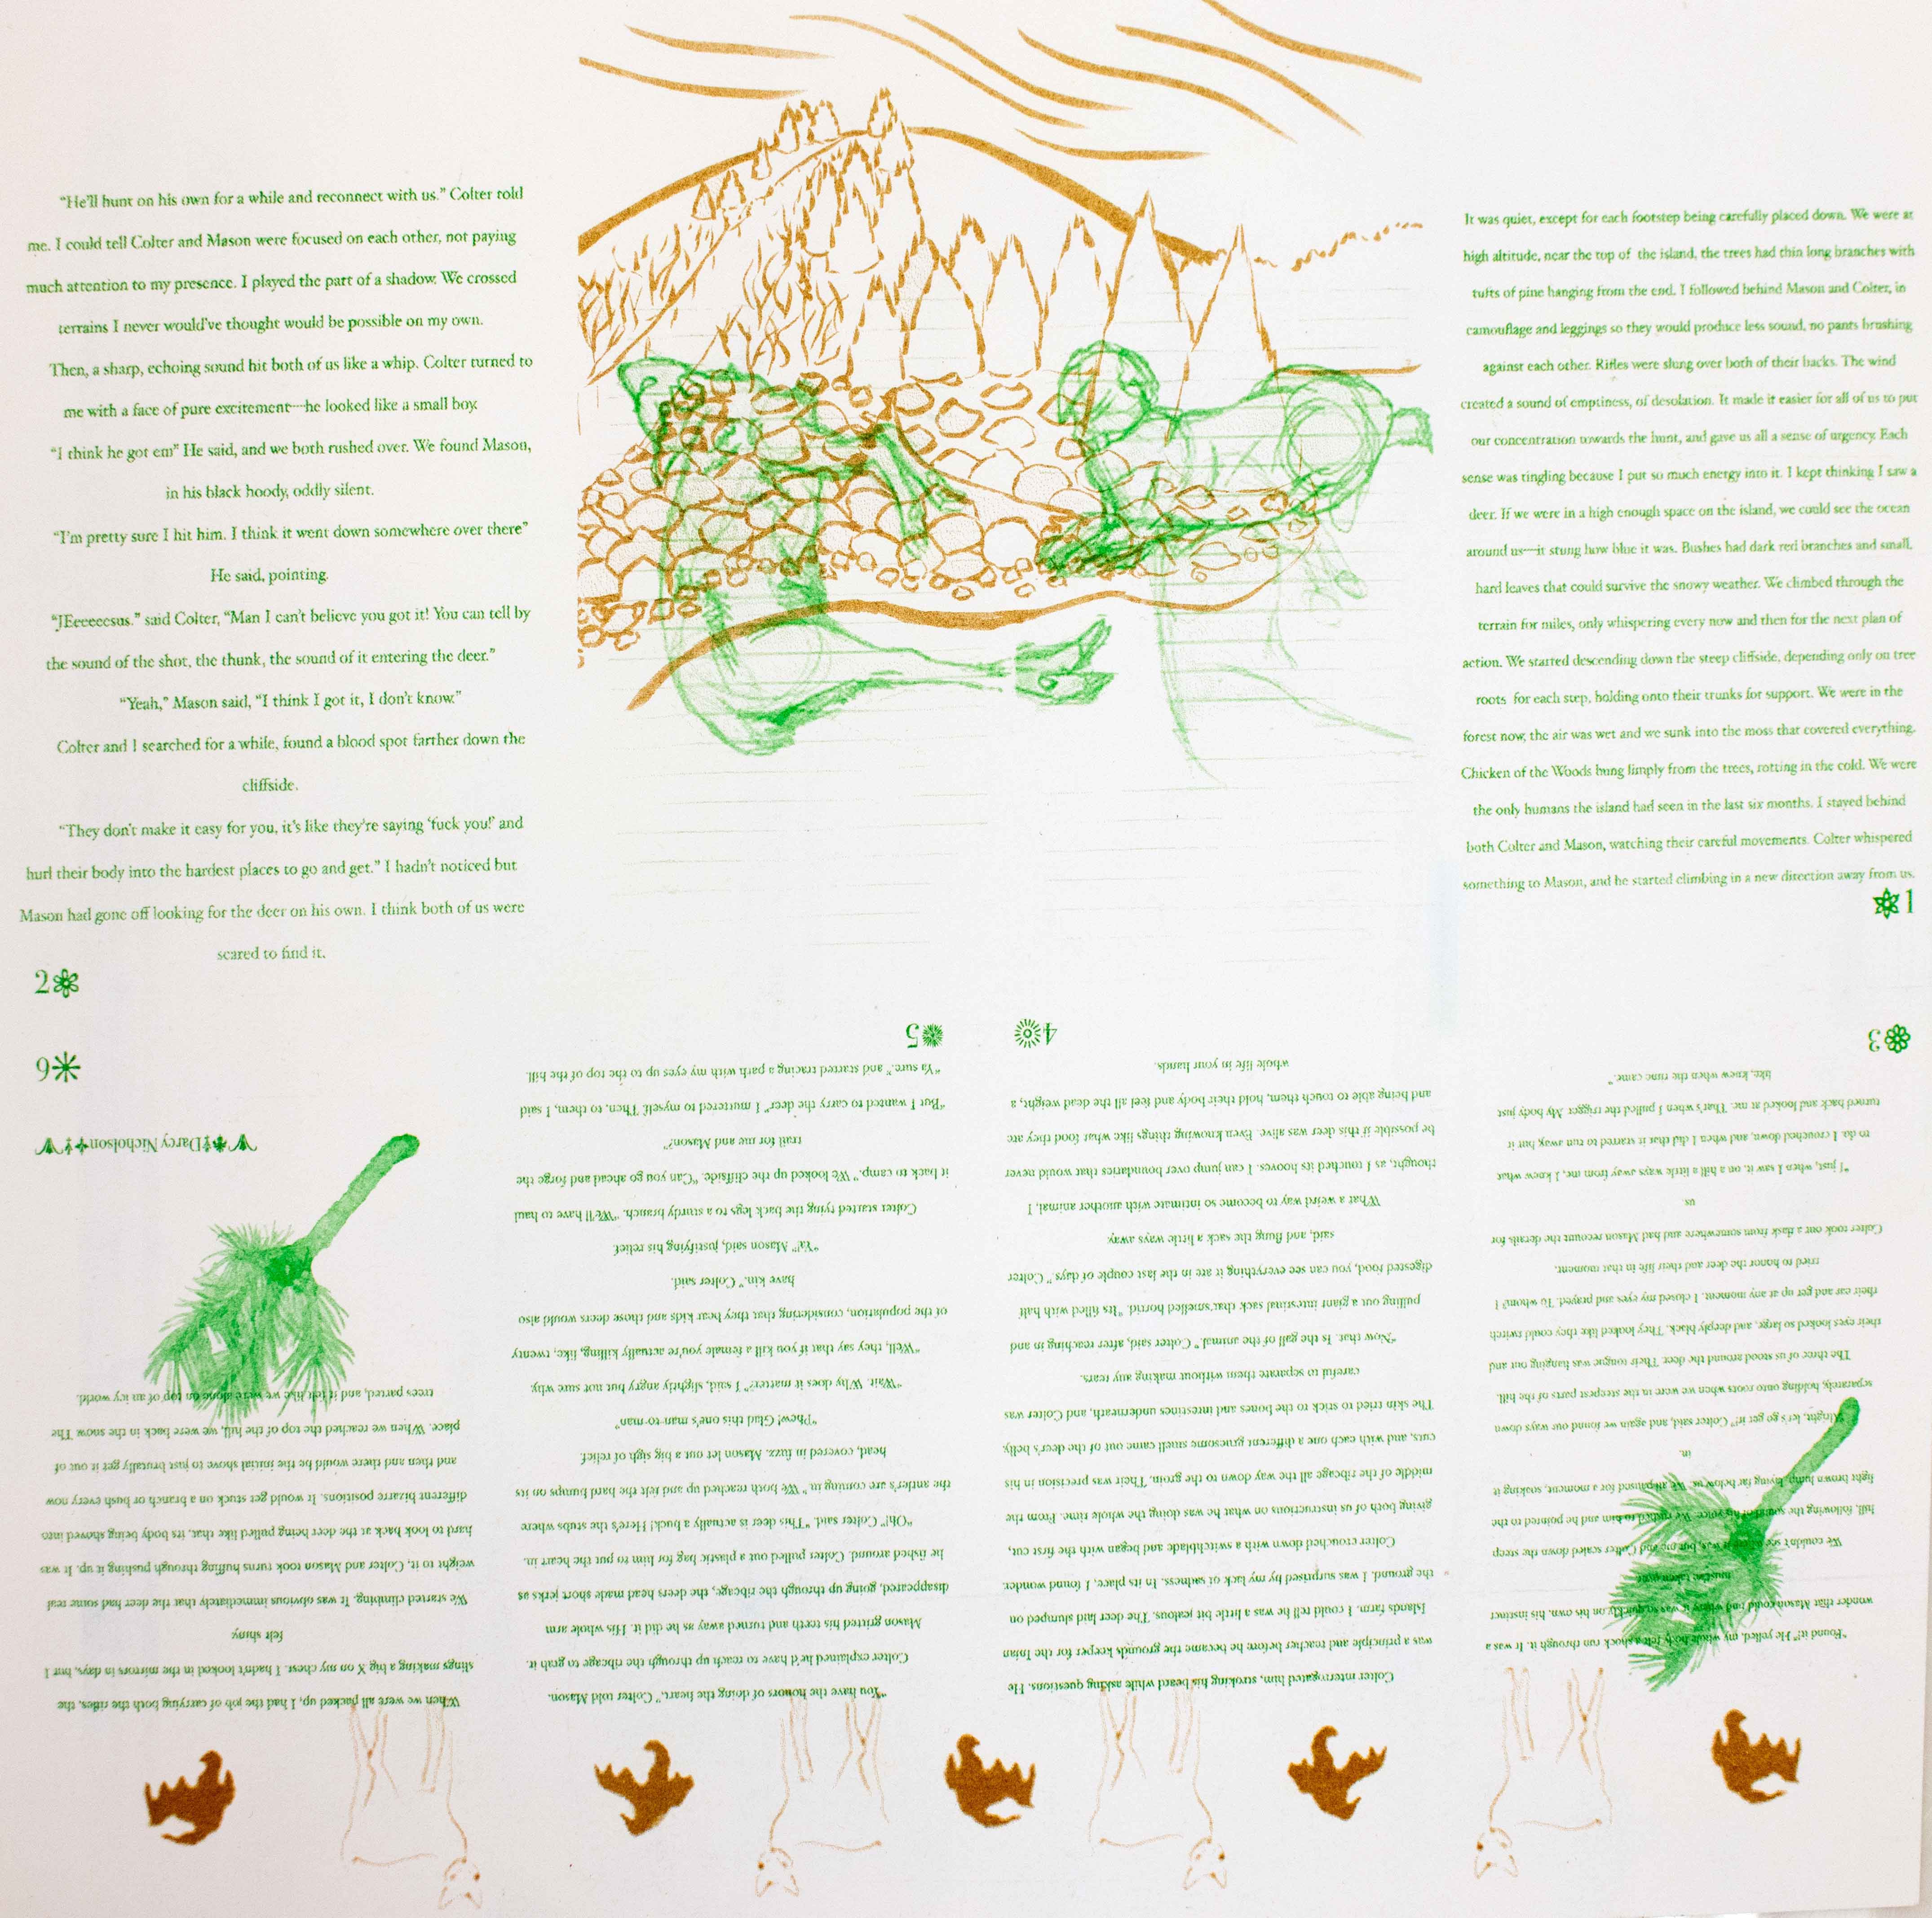 It was quiet, except for each footstep being carefully placed down. We were at
high altitude, near the top of the island, the trees had thin long branches with
tufts of pine hanging from the end. I followed behind Mason and Colter, in
camouflage and leggings so they would produce less sound, no pants brushing
against each other. Rifles were slung over both of their backs. The wind
created a sound of emptiness, of desolation. It made it easier for all of us to put
our concentration towards the hunt, and gave us all a sense of urgency. Each
sense was tingling because I put so much energy into it. I kept thinking I saw a
deer. If we were in a high enough space on the island, we could see the ocean
around us—it stung how blue it was. Bushes had dark red branches and small,
hard leaves that could survive the snowy weather. We climbed through the
terrain for miles, only whispering every now and then for the next plan of
action. We started descending down the steep cliffside, depending only on tree
roots for each step, holding onto their trunks for support. We were in the
forest now, the air was wet and we sunk into the moss that covered everything.
Chicken of the Woods hung limply from the trees, rotting in the cold. We were
the only humans the island had seen in the last six months. I stayed behind
both Colter and Mason, watching their careful movements. Colter whispered
something to Mason, and he started climbing in a new direction away from us.
1
“He’ll hunt on his own for a while and reconnect with us.” Colter told
me. I could tell Colter and Mason were focused on each other, not paying
much attention to my presence. I played the part of a shadow. We crossed
terrains I never would’ve thought would be possible on my own.
Then, a sharp, echoing sound hit both of us like a whip. Colter turned to
me with a face of pure excitement—he looked like a small boy.
“I think he got em” He said, and we both rushed over. We found Mason,
in his black hoody, oddly silent.
“I’m pretty sure I hit him. I think it went down somewhere over there”
He said, pointing.
“JEeeeeesus.” said Colter, “Man I can’t believe you got it! You can tell by
the sound of the shot, the thunk, the sound of it entering the deer.”
“Yeah,” Mason said, “I think I got it, I don’t know.”
Colter and I searched for a while, found a blood spot farther down the
cliffside.
“They don’t make it easy for you, it’s like they’re saying ‘fuck you!’ and
hurl their body into the hardest places to go and get.” I hadn’t noticed but
Mason had gone off looking for the deer on his own. I think both of us were
scared to find it.
2
“Found it!” He yelled, my whole body felt a shock run through it. It was a
wonder that Mason could find where it was so quickly on his own, his instinct
must’ve taken over.
We couldn’t see where it was, but me and Colter scaled down the steep
hill, following the sound of his voice. We rushed to him and he pointed to the
light brown lump, laying far below us. We all paused for a moment, soaking it
in.
“Alright, let’s go get it!” Colter said, and again we found our ways down
separately, holding onto roots when we were in the steepest parts of the hill.
The three of us stood around the deer. Their tongue was hanging out and
their eyes looked so large, and deeply black. They looked like they could twitch
their ear and get up at any moment. I closed my eyes and prayed. To whom? I
tried to honor the deer and their life in that moment.
Colter took out a flask from somewhere and had Mason recount the details for
us.
“I just, when I saw it, on a hill a little ways away from me, I knew what
to do. I crouched down, and when I did that it started to run away, but it
turned back and looked at me. That’s when I pulled the trigger. My body just
like, knew when the time came.”
3
Colter interrogated him, stroking his beard while asking questions. He
was a principle and teacher before he became the grounds keeper for the Inian
Islands farm. I could tell he was a little bit jealous. The deer laid slumped on
the ground. I was surprised by my lack of sadness. In its place, I found wonder.
Colter crouched down with a switchblade and began with the first cut,
giving both of us instructions on what he was doing the whole time. From the
middle of the ribcage all the way down to the groin. Their was precision in his
cuts, and with each one a different gruesome smell came out of the deer’s belly.
The skin tried to stick to the bones and intestines underneath, and Colter was
careful to separate them without making any tears.
“Now that. Is the gall of the animal.” Colter said, after reaching in and
pulling out a giant intestinal sack that smelled horrid. “Its filled with half
digested food, you can see everything it ate in the last couple of days.” Colter
said, and flung the sack a little ways away.
What a weird way to become so intimate with another animal, I
thought, as I touched its hooves. I can jump over boundaries that would never
be possible if this deer was alive. Even knowing things like what food they ate
and being able to touch them, hold their body and feel all the dead weight, a
whole life in your hands.
4
“You have the honors of doing the heart,” Colter told Mason.
Colter explained he’d have to reach up through the ribcage to grab it.
Mason gritted his teeth and turned away as he did it. His whole arm
disappeared, going up through the ribcage, the deers head made short jerks as
he fished around. Colter pulled out a plastic bag for him to put the heart in.
“Oh!” Colter said. “This deer is actually a buck! Here’s the stubs where
the antler’s are coming in.” We both reached up and felt the hard bumps on its
head, covered in fuzz. Mason let out a big sigh of relief.
“Phew! Glad this one’s man-to-man”
“Wait. Why does it matter?” I said, slightly angry but not sure why.
“Well, they say that if you kill a female you’re actually killing, like, twenty
of the population, considering that they bear kids and those deers would also
have kin.” Colter said.
“Ya!” Mason said, justifying his relief.
Colter started tying the back legs to a sturdy branch. “We’ll have to haul
it back to camp.” We looked up the cliffside. “Can you go ahead and forge the
trail for me and Mason?”
“But I wanted to carry the deer” I muttered to myself. Then, to them, I said
“Ya sure.” and started tracing a path with my eyes up to the top of the hill.
5
When we were all packed up, I had the job of carrying both the rifles, the
slings making a big X on my chest. I hadn’t looked in the mirrors in days, but I
felt shiny.
We started climbing. It was obvious immediately that the deer had some real
weight to it, Colter and Mason took turns huffing through pushing it up. It was
hard to look back at the deer being pulled like that, its body being shoved into
different bizarre positions. It would get stuck on a branch or bush every now
and then and there would be the initial shove to just brutally get it out of
place. When we reached the top of the hill, we were back in the snow. The
trees parted, and it felt like we were alone on top of an icy world.
Darcy Nicholson
6